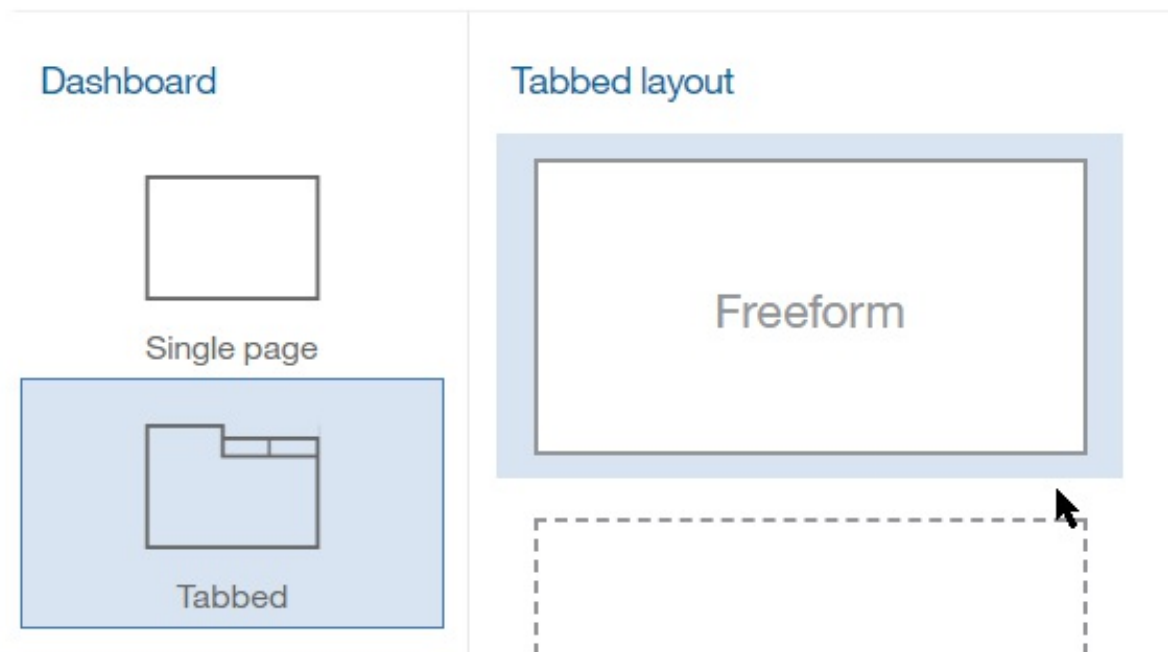 Dashboard
Tabbed layout
Single page
Tabbed
Freeform